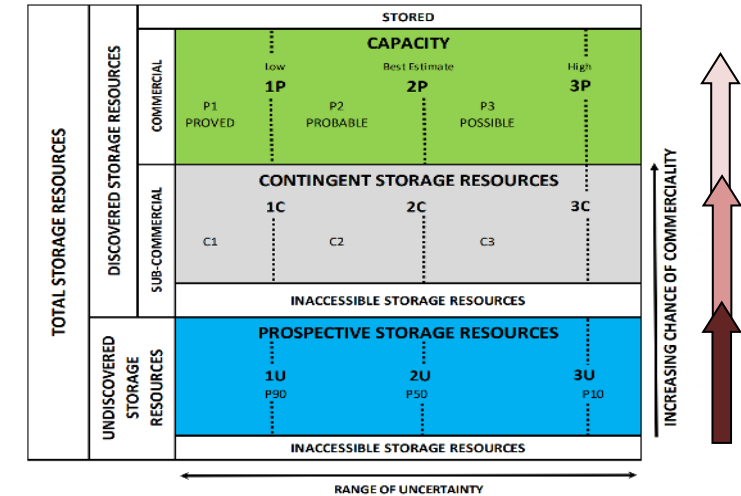 STORED
CAPACITY
Low
Best Estimate
High
1P
2P
3P
P1
PROVED
P2
PROBABLE
P3
POSSIBLE
CONTINGENT STORAGE RESOURCES
1C
2C
3C
C1
C2
C3
INACCESSIBLE STORAGE RESOURCES
PROSPECTIVE STORAGE RESOURCES
1U
2U
3U
P90
P50
P10
INACCESSIBLE STORAGE RESOURCES
TOTAL STORAGE RESOURCES
DISCOVERED STORAGE RESOURCES
COMMERCIAL
SUB-COMMERCIAL
UNDISCOVERED
STORAGE
RESOURCES
INCREASING CHANCE OF COMMERCIALITY
RANGE OF UNCERTAINTY